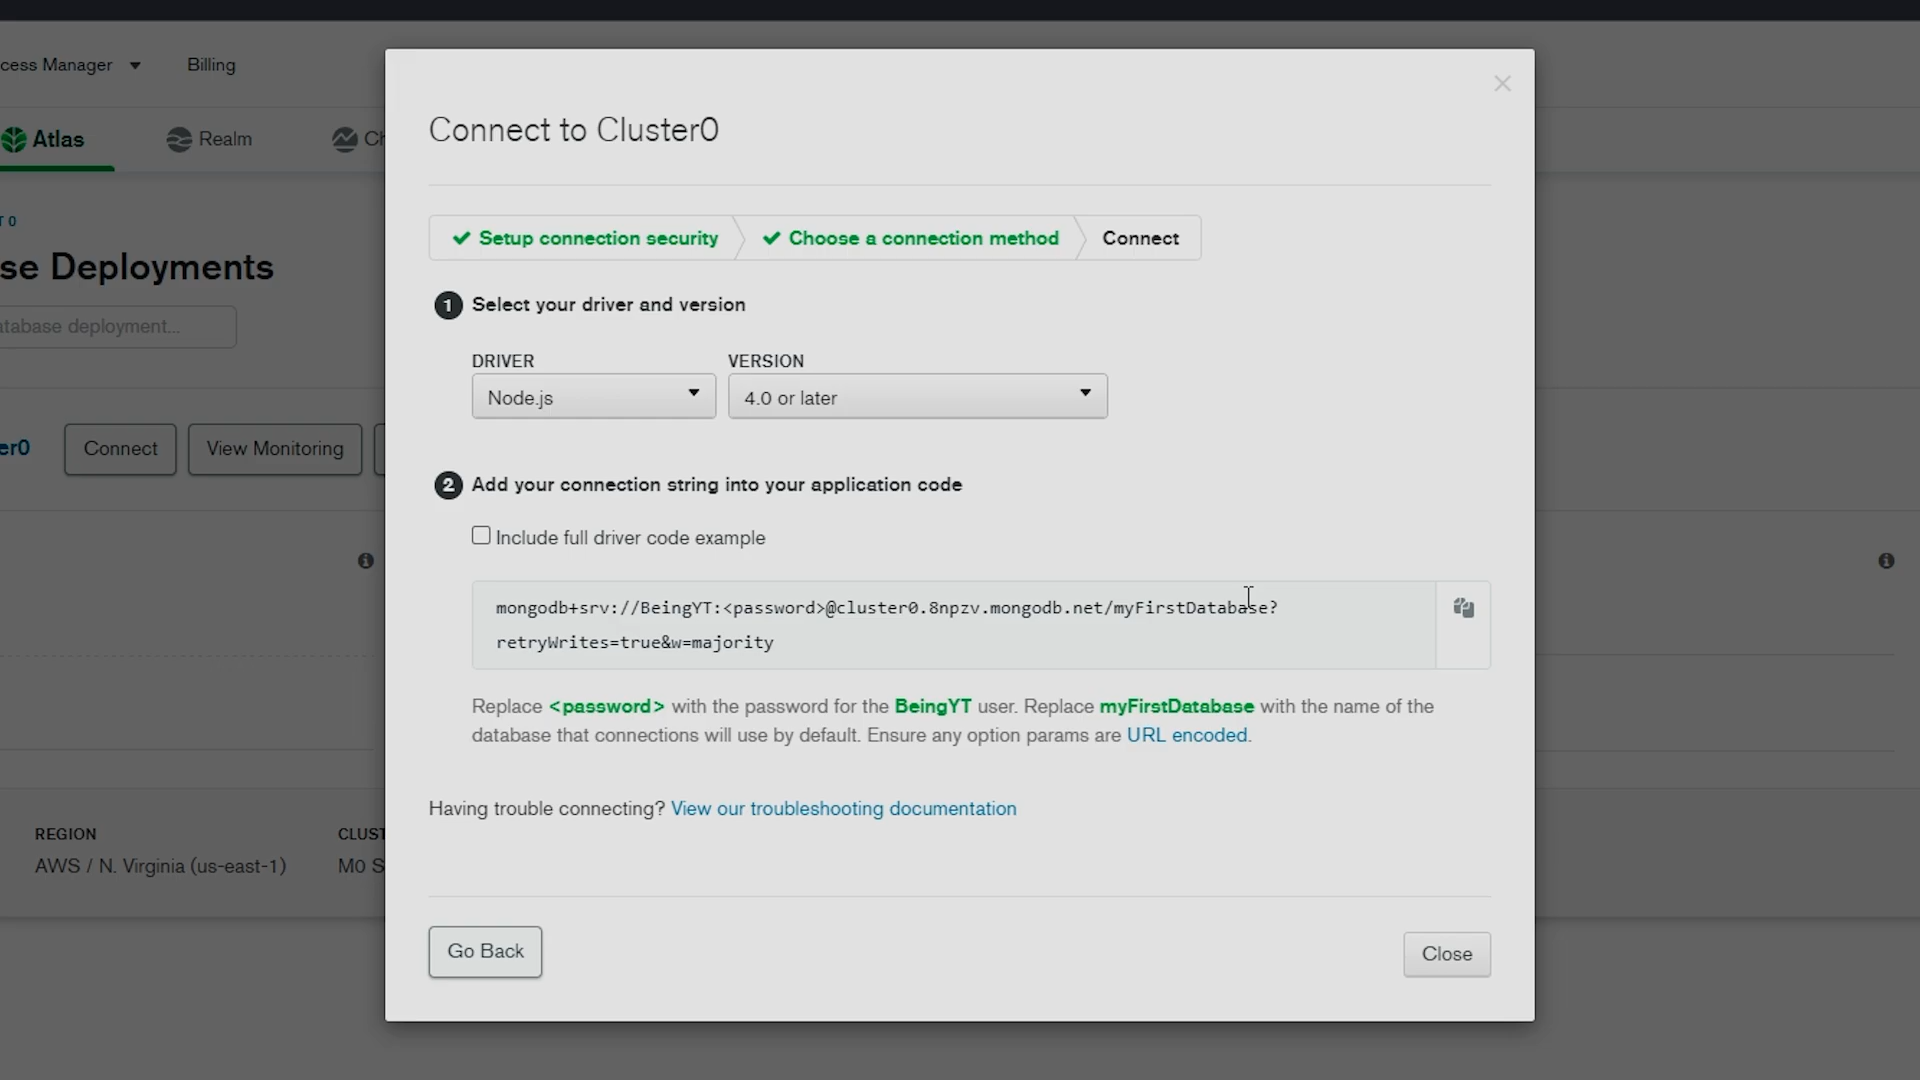 cess Manager
Billing
Atlas
Realm
Ch
T 0
se Deployments
atabase deployment...
er0
Connect
View Monitoring
REGION
CLUST
AWS / N. Virginia (us-east-1)
M0 S
Connect to Cluster0
Setup connection security
Choose a connection method
Connect
1 Select your driver and version
DRIVER
VERSION
Node.js
4.0 or later
2 Add your connection string into your application code
Include full driver code example
mongodb+srv://BeingYT:<password>@cluster0.8npzv.mongodb.net/myFirstDatabase?
retryWrites=true&w=majority
Replace <password> with the password for the BeingYT user. Replace myFirstDatabase with the name of the
database that connections will use by default. Ensure any option params are URL encoded.
Having trouble connecting? View our troubleshooting documentation
Go Back
Close